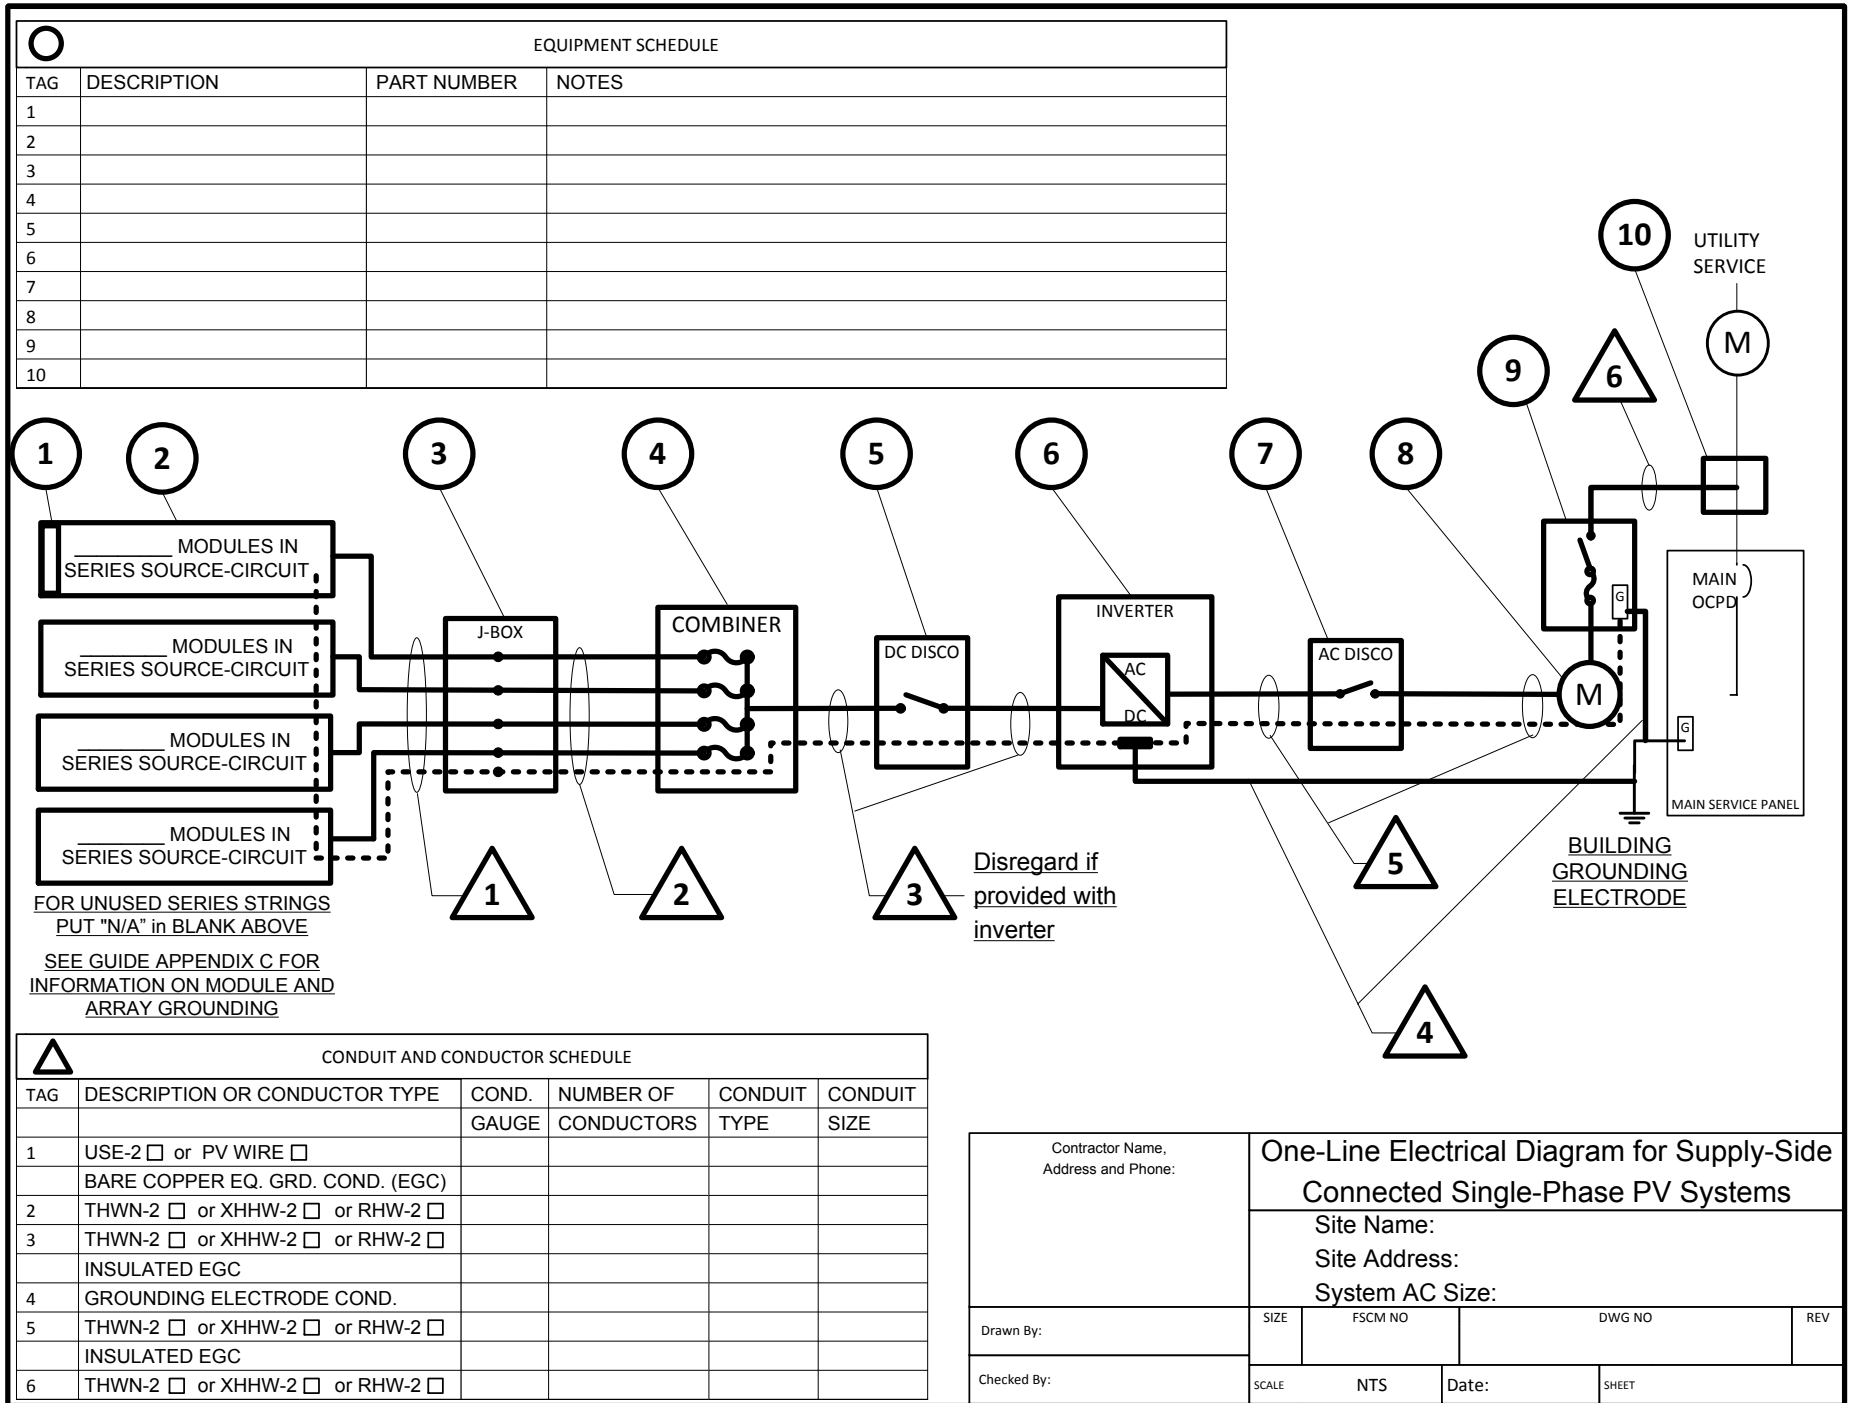 EQUIPMENT SCHEDULE
TAG DESCRIPTION PART NUMBER NOTES
1
2
3
4
5
6
7
8
9
10
10
UTILITY
SERVICE
M
9
6
1
2
3
4
5
6
7
8
_________ MODULES IN
SERIES SOURCE-CIRCUIT
________ MODULES IN
SERIES SOURCE-CIRCUIT
________ MODULES IN
SERIES SOURCE-CIRCUIT
________ MODULES IN
SERIES SOURCE-CIRCUIT
J-BOX
COMBINER
DC DISCO
INVERTER
AC
DC
AC DISCO
M
G
MAIN
OCPD
G
MAIN SERVICE PANEL
BUILDING
GROUNDING
ELECTRODE
1
2
3
Disregard if
provided with
inverter
5
4
FOR UNUSED SERIES STRINGS
PUT "N/A” in BLANK ABOVE
SEE GUIDE APPENDIX C FOR
INFORMATION ON MODULE AND
ARRAY GROUNDING
CONDUIT AND CONDUCTOR SCHEDULE
TAG DESCRIPTION OR CONDUCTOR TYPE COND. NUMBER OF CONDUIT CONDUIT
GAUGE CONDUCTORS TYPE SIZE
1 USE-2 ☐ or PV WIRE ☐
BARE COPPER EQ. GRD. COND. (EGC)
2 THWN-2 ☐ or XHHW-2 ☐ or RHW-2 ☐
3 THWN-2 ☐ or XHHW-2 ☐ or RHW-2 ☐
INSULATED EGC
4 GROUNDING ELECTRODE COND.
5 THWN-2 ☐ or XHHW-2 ☐ or RHW-2 ☐
INSULATED EGC
6 THWN-2 ☐ or XHHW-2 ☐ or RHW-2 ☐
Contractor Name,
Address and Phone:
One-Line Electrical Diagram for Supply-Side
Connected Single-Phase PV Systems
Site Name:
Site Address:
System AC Size:
Drawn By:
SIZE FSCM NO DWG NO REV
Checked By:
SCALE NTS Date: SHEET